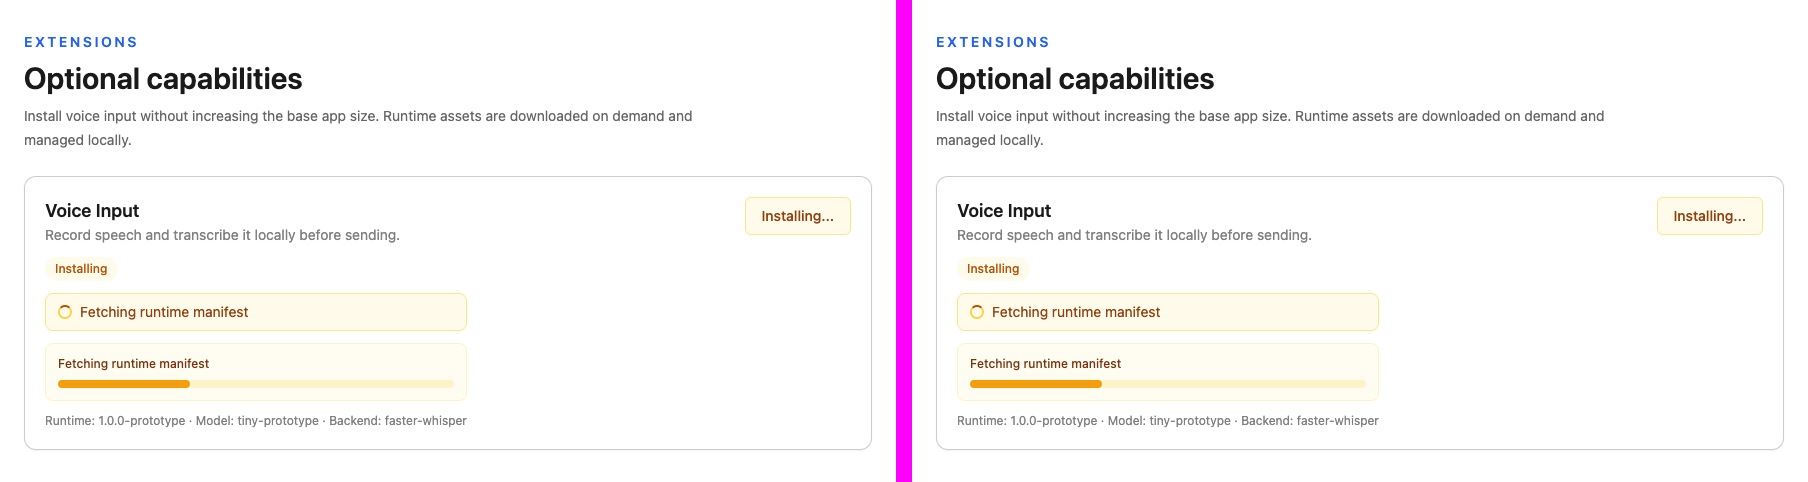 EXTENSIONS
Optional capabilities
Install voice input without increasing the base app size. Runtime assets are downloaded on demand and
managed locally.
Voice Input
Installing...
Record speech and transcribe it locally before sending.
Installing
Fetching runtime manifest
Fetching runtime manifest
Runtime: 1.0.0-prototype · Model: tiny-prototype · Backend: faster-whisper
EXTENSIONS
Optional capabilities
Install voice input without increasing the base app size. Runtime assets are downloaded on demand and
managed locally.
Voice Input
Installing...
Record speech and transcribe it locally before sending.
Installing
Fetching runtime manifest
Fetching runtime manifest
Runtime: 1.0.0-prototype · Model: tiny-prototype · Backend: faster-whisper